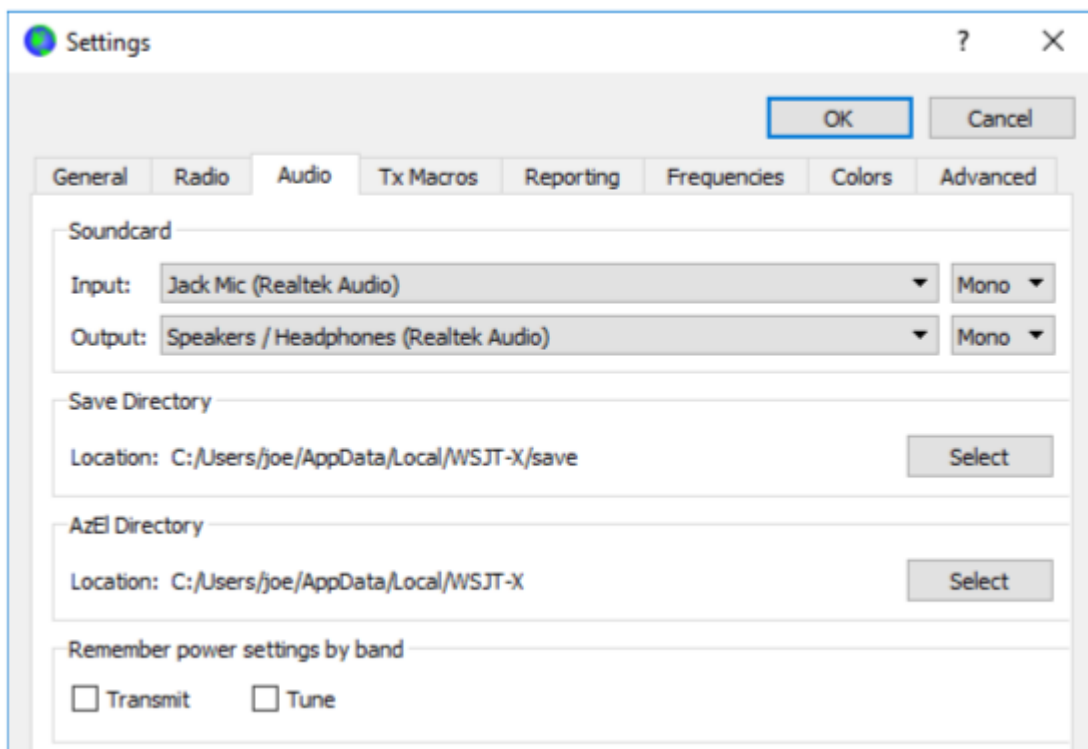 Settings ?
OK Cancel
General Radio Audio Tx Macros Reporting Frequencies Colors Advanced
Soundcard
Input: Jack Mic (Realtek Audio) Mono
Output: Speakers / Headphones (Realtek Audio) Mono
Save Directory
Location: C:/Users/joe/AppData/Local/WSJT-X/save Select
AzEl Directory
Location: C:/Users/joe/AppData/Local/WSJT-X Select
Remember power settings by band
Transmit Tune